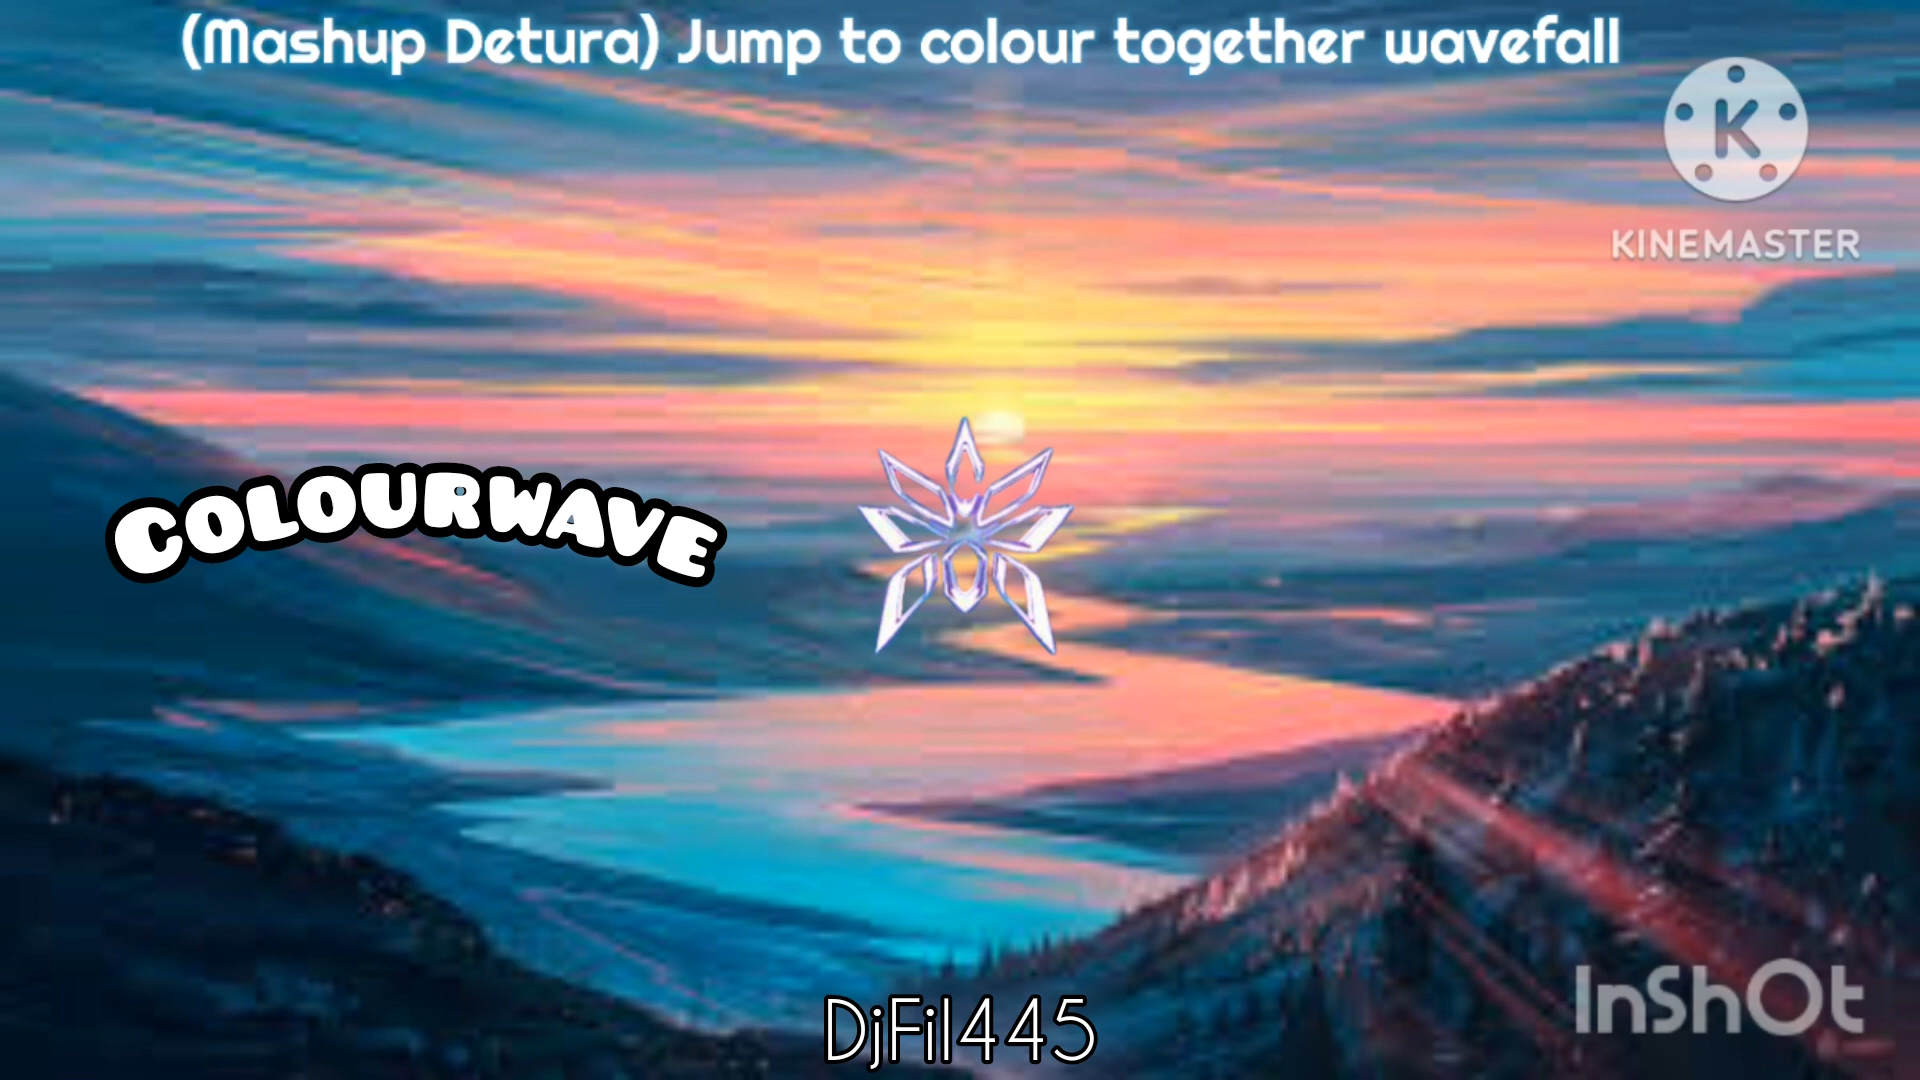 (Mashup Detura) Jump to colour together wavefall
K
KINEMASTER
COLOURWAVE
InShOt
DjFil445